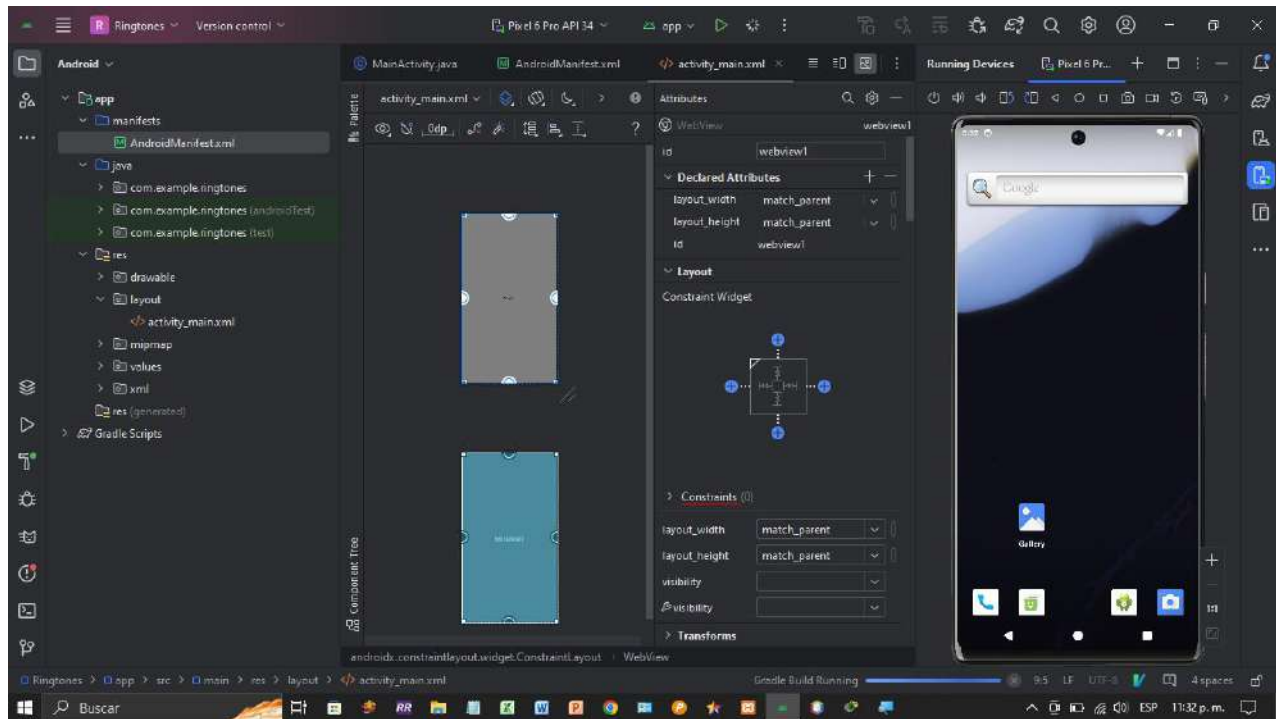 R Ringtones Version control Pixel 6 Pro API 34 app
Android
app
manifests
AndroidManifest.xml
java
com.example.ringtones
com.example.ringtones (androidTest)
com.example.ringtones (test)
res
drawable
layout
activity_main.xml
mipmap
values
xml
res (generated)
Gradle Scripts
MainActivity.java AndroidManifest.xml activity_main.xml
Palette
activity_main.xml
0dp
Component Tree
androidx.constraintlayout.widget.ConstraintLayout WebView
Attributes
WebView webview1
id webview1
Declared Attributes
layout_width match_parent
layout_height match_parent
id webview1
Layout
Constraint Widget
Constraints (0)
layout_width match_parent
layout_height match_parent
visibility
visibility
Transforms
Running Devices Pixel 6 Pr...
Google
Gallery
1:1
Ringtones > app > src > main > res > layout > activity_main.xml
Gradle Build Running 9:5 LF UTF-8 4 spaces
Buscar
ESP 11:32 p. m.